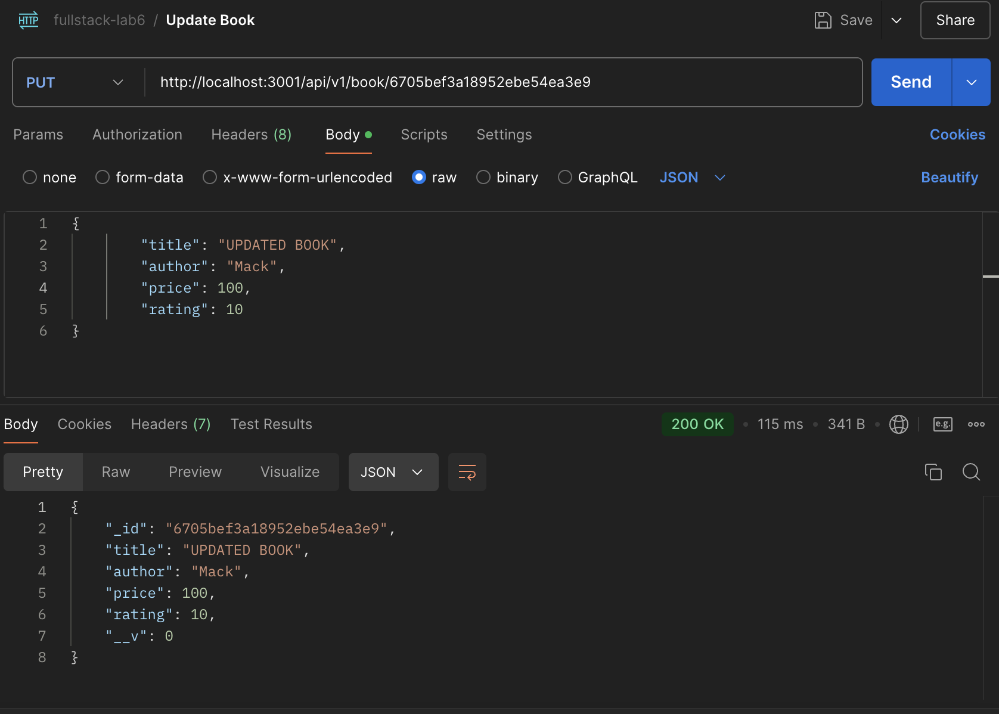 HTTP fullstack-lab6 / Update Book Save Share
PUT http://localhost:3001/api/v1/book/6705bef3a18952ebe54ea3e9 Send
Params Authorization Headers (8) Body Scripts Settings Cookies
none form-data x-www-form-urlencoded raw binary GraphQL JSON Beautify
1 {
2 "title": "UPDATED BOOK",
3 "author": "Mack",
4 "price": 100,
5 "rating": 10
6 }
Body Cookies Headers (7) Test Results 200 OK • 115 ms • 341 B • e.g.
Pretty Raw Preview Visualize JSON
1 {
2 "_id": "6705bef3a18952ebe54ea3e9",
3 "title": "UPDATED BOOK",
4 "author": "Mack",
5 "price": 100,
6 "rating": 10,
7 "__v": 0
8 }